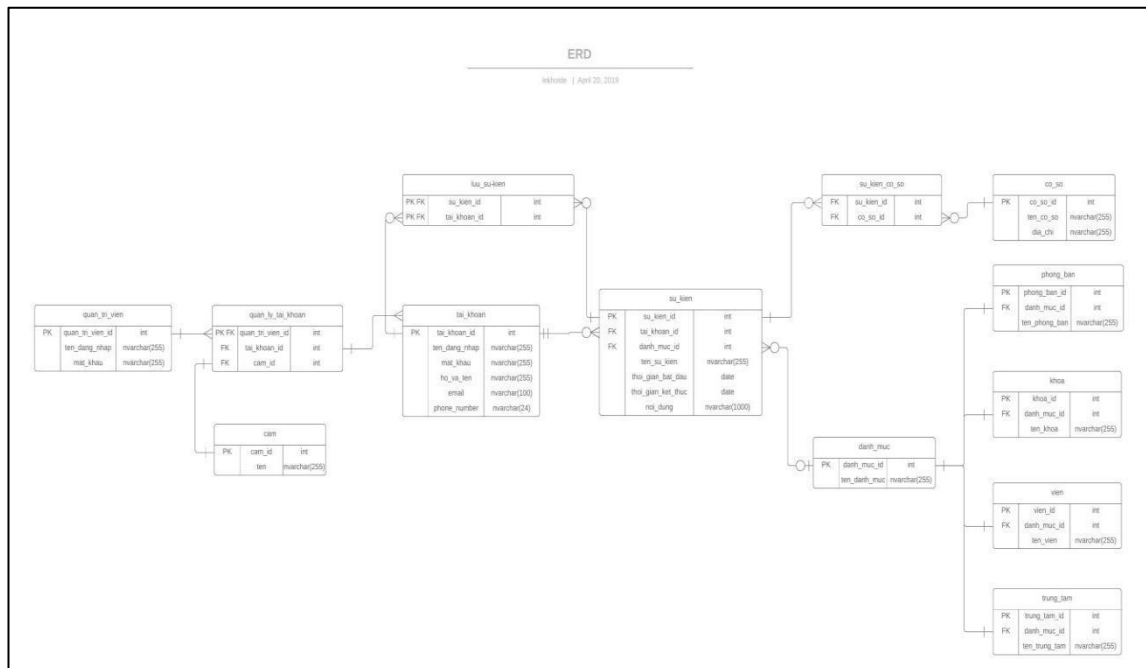 ERD
lekhoste | April 20, 2019
luu_su-kien
PK FK su_kien_id int
PK FK tai_khoan_id int
su_kien_co_so
FK su_kien_id int
FK co_so_id int
co_so
PK co_so_id int
ten_co_so nvarchar(255)
dia_chi nvarchar(255)
quan_tri_vien
PK quan_tri_vien_id int
ten_dang_nhap nvarchar(255)
mat_khau nvarchar(255)
quan_ly_tai_khoan
PK FK quan_tri_vien_id int
FK tai_khoan_id int
FK cam_id int
tai_khoan
PK tai_khoan_id int
ten_dang_nhap nvarchar(255)
mat_khau nvarchar(255)
ho_va_ten nvarchar(255)
email nvarchar(100)
phone_number nvarchar(24)
su_kien
PK su_kien_id int
FK tai_khoan_id int
FK danh_muc_id int
ten_su_kien nvarchar(255)
thoi_gian_bat_dau date
thoi_gian_ket_thuc date
noi_dung nvarchar(1000)
phong_ban
PK phong_ban_id int
FK danh_muc_id int
ten_phong_ban nvarchar(255)
khoa
PK khoa_id int
FK danh_muc_id int
ten_khoa nvarchar(255)
cam
PK cam_id int
ten nvarchar(255)
danh_muc
PK danh_muc_id int
ten_danh_muc nvarchar(255)
vien
PK vien_id int
FK danh_muc_id int
ten_vien nvarchar(255)
trung_tam
PK trung_tam_id int
FK danh_muc_id int
ten_trung_tam nvarchar(255)